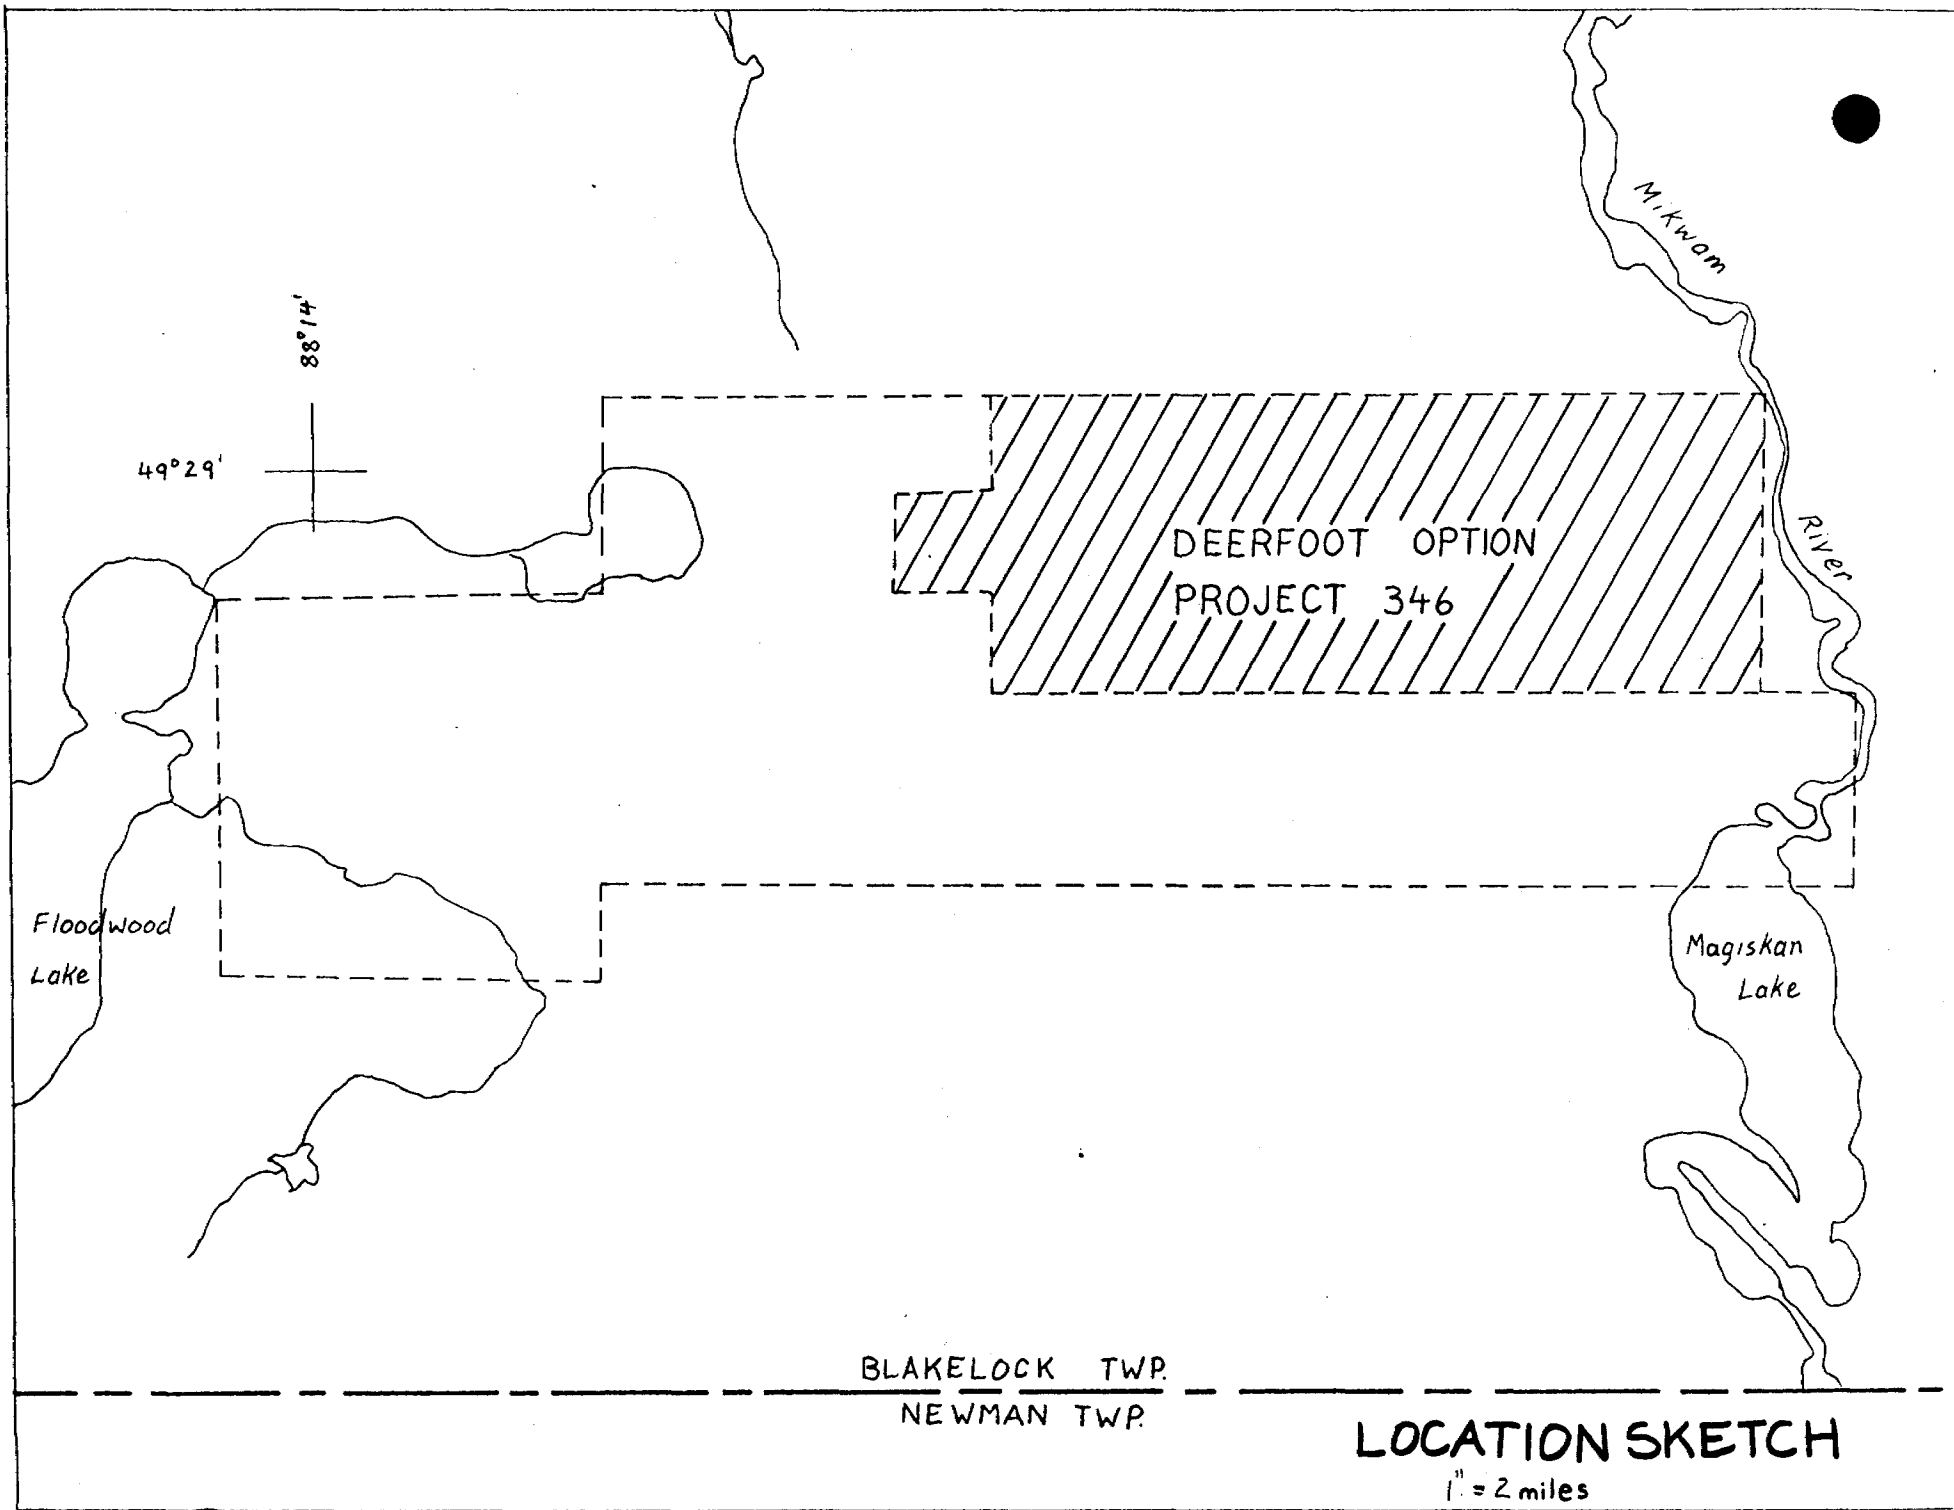 Mikwam
River
88°14'
49°29'
DEERFOOT OPTION
PROJECT 346
Floodwood
Lake
Magiskan
Lake
BLAKELOCK TWP.
NEWMAN TWP.
LOCATION SKETCH
1" = 2 miles